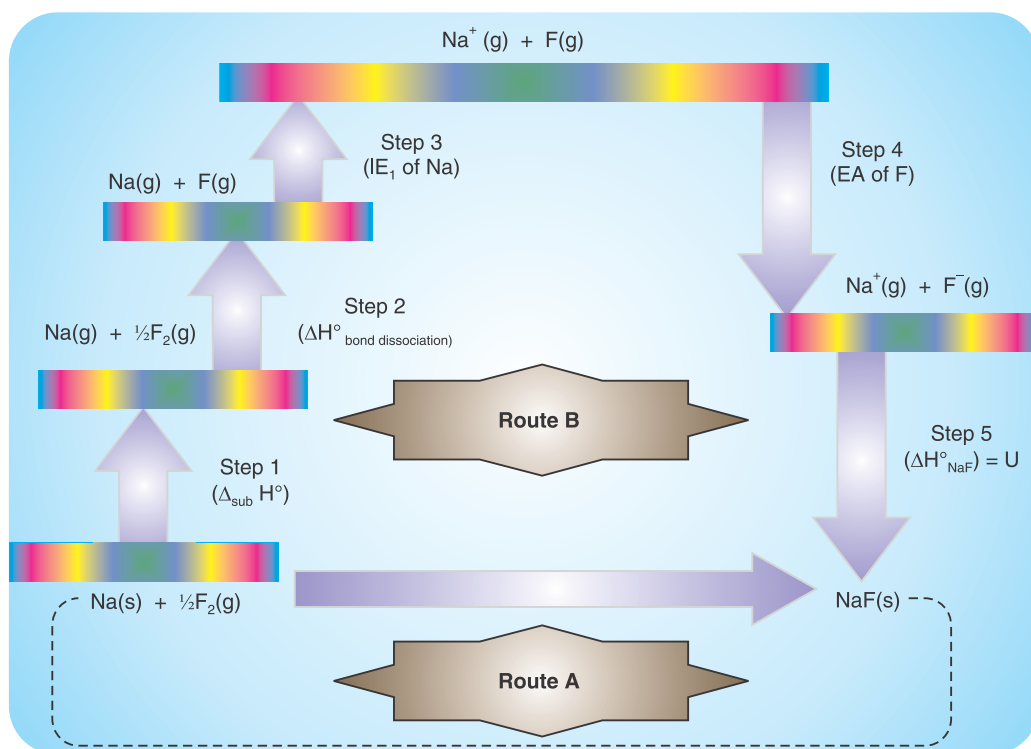 Na⁺ (g) + F(g)
Step 3
(IE₁ of Na)
Step 4
(EA of F)
Na(g) + F(g)
Na⁺(g) + F⁻(g)
Step 2
(ΔH° bond dissociation)
Na(g) + ½F₂(g)
Route B
Step 5
(ΔH°NaF) = U
Step 1
(Δsub H°)
Na(s) + ½F₂(g)
NaF(s)
Route A